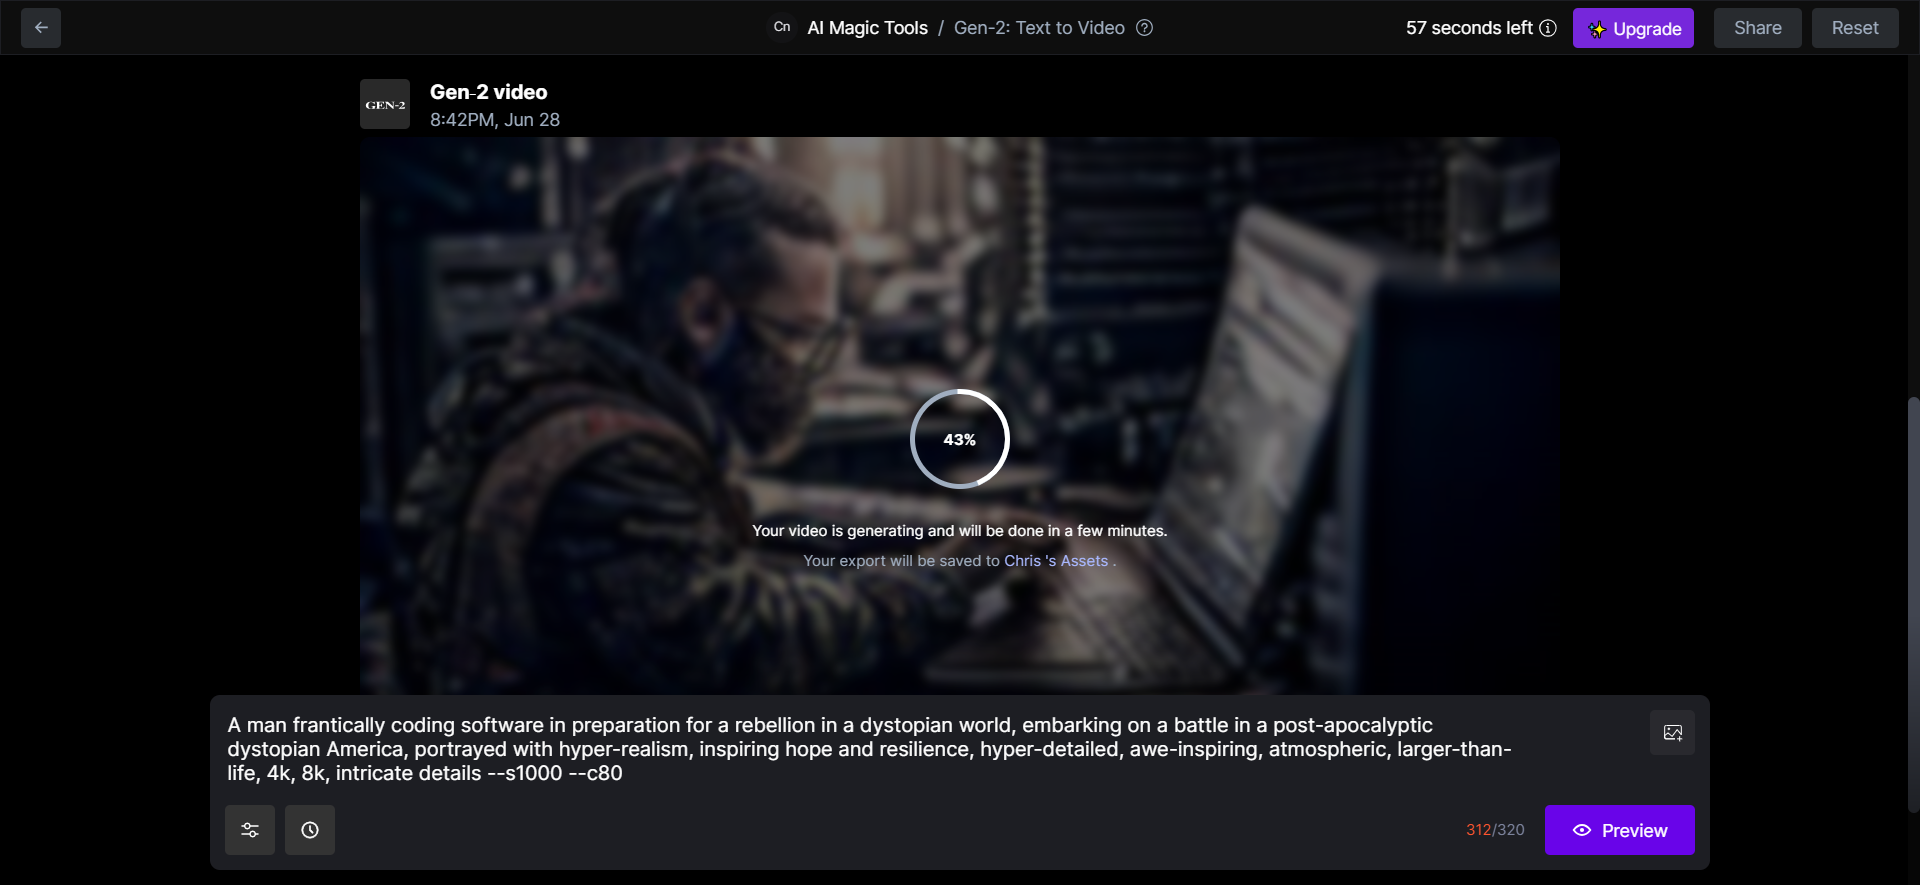 Cn AI Magic Tools / Gen-2: Text to Video
57 seconds left
Upgrade
Share
Reset
GEN-2
Gen-2 video
8:42PM, Jun 28
43%
Your video is generating and will be done in a few minutes.
Your export will be saved to Chris 's Assets .
A man frantically coding software in preparation for a rebellion in a dystopian world, embarking on a battle in a post-apocalyptic
dystopian America, portrayed with hyper-realism, inspiring hope and resilience, hyper-detailed, awe-inspiring, atmospheric, larger-than-
life, 4k, 8k, intricate details --s1000 --c80
312/320
Preview